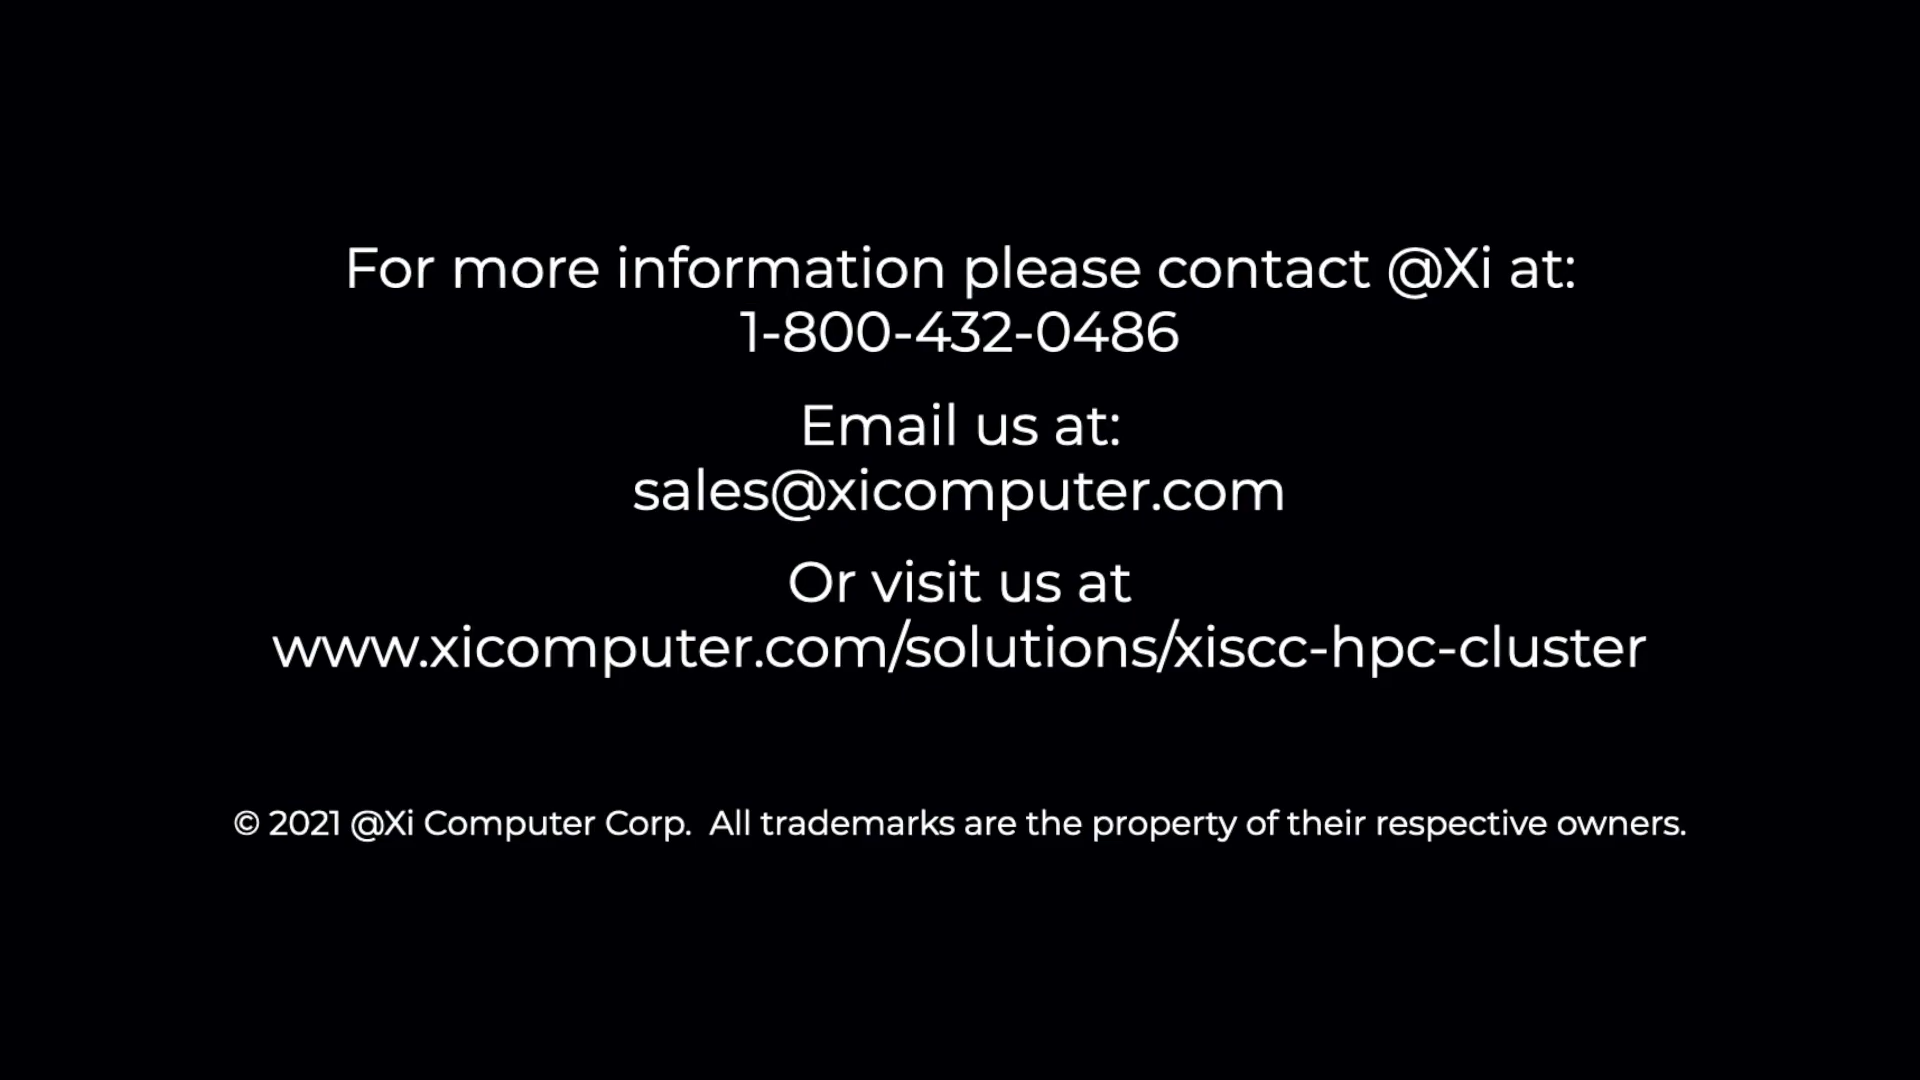 For more information please contact @Xi at:
1-800-432-0486
Email us at:
sales@xicomputer.com
Or visit us at
www.xicomputer.com/solutions/xiscc-hpc-cluster
© 2021 @Xi Computer Corp.  All trademarks are the property of their respective owners.